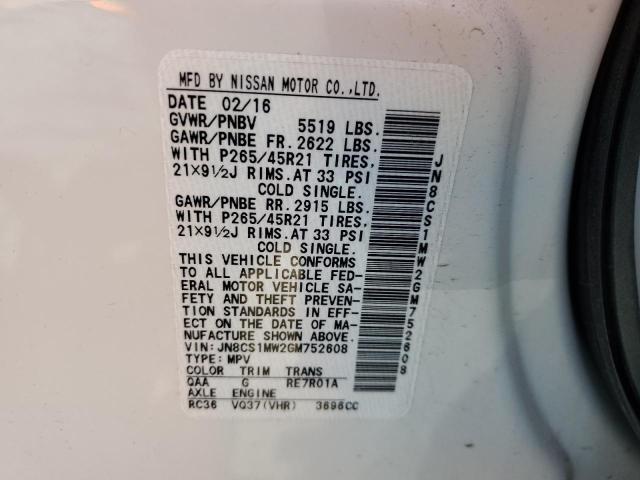 MFD BY NISSAN MOTOR CO.,LTD.
DATE 02/16
GVWR/PNBV 5519 LBS.
GAWR/PNBE FR. 2622 LBS.
WITH P265/45R21 TIRES,
21×9½J RIMS.AT 33 PSI
COLD SINGLE.
GAWR/PNBE RR. 2915 LBS.
WITH P265/45R21 TIRES,
21×9½J RIMS.AT 33 PSI
COLD SINGLE.
THIS VEHICLE CONFORMS
TO ALL APPLICABLE FED-
ERAL MOTOR VEHICLE SA-
FETY AND THEFT PREVEN-
TION STANDARDS IN EFF-
ECT ON THE DATE OF MA-
NUFACTURE SHOWN ABOVE.
VIN: JN8CS1MW2GM752608
TYPE: MPV
COLOR TRIM TRANS
QAA G RE7R01A
AXLE ENGINE
RC36 VQ37(VHR) 3696CC
JN8CS1MW2GM752608